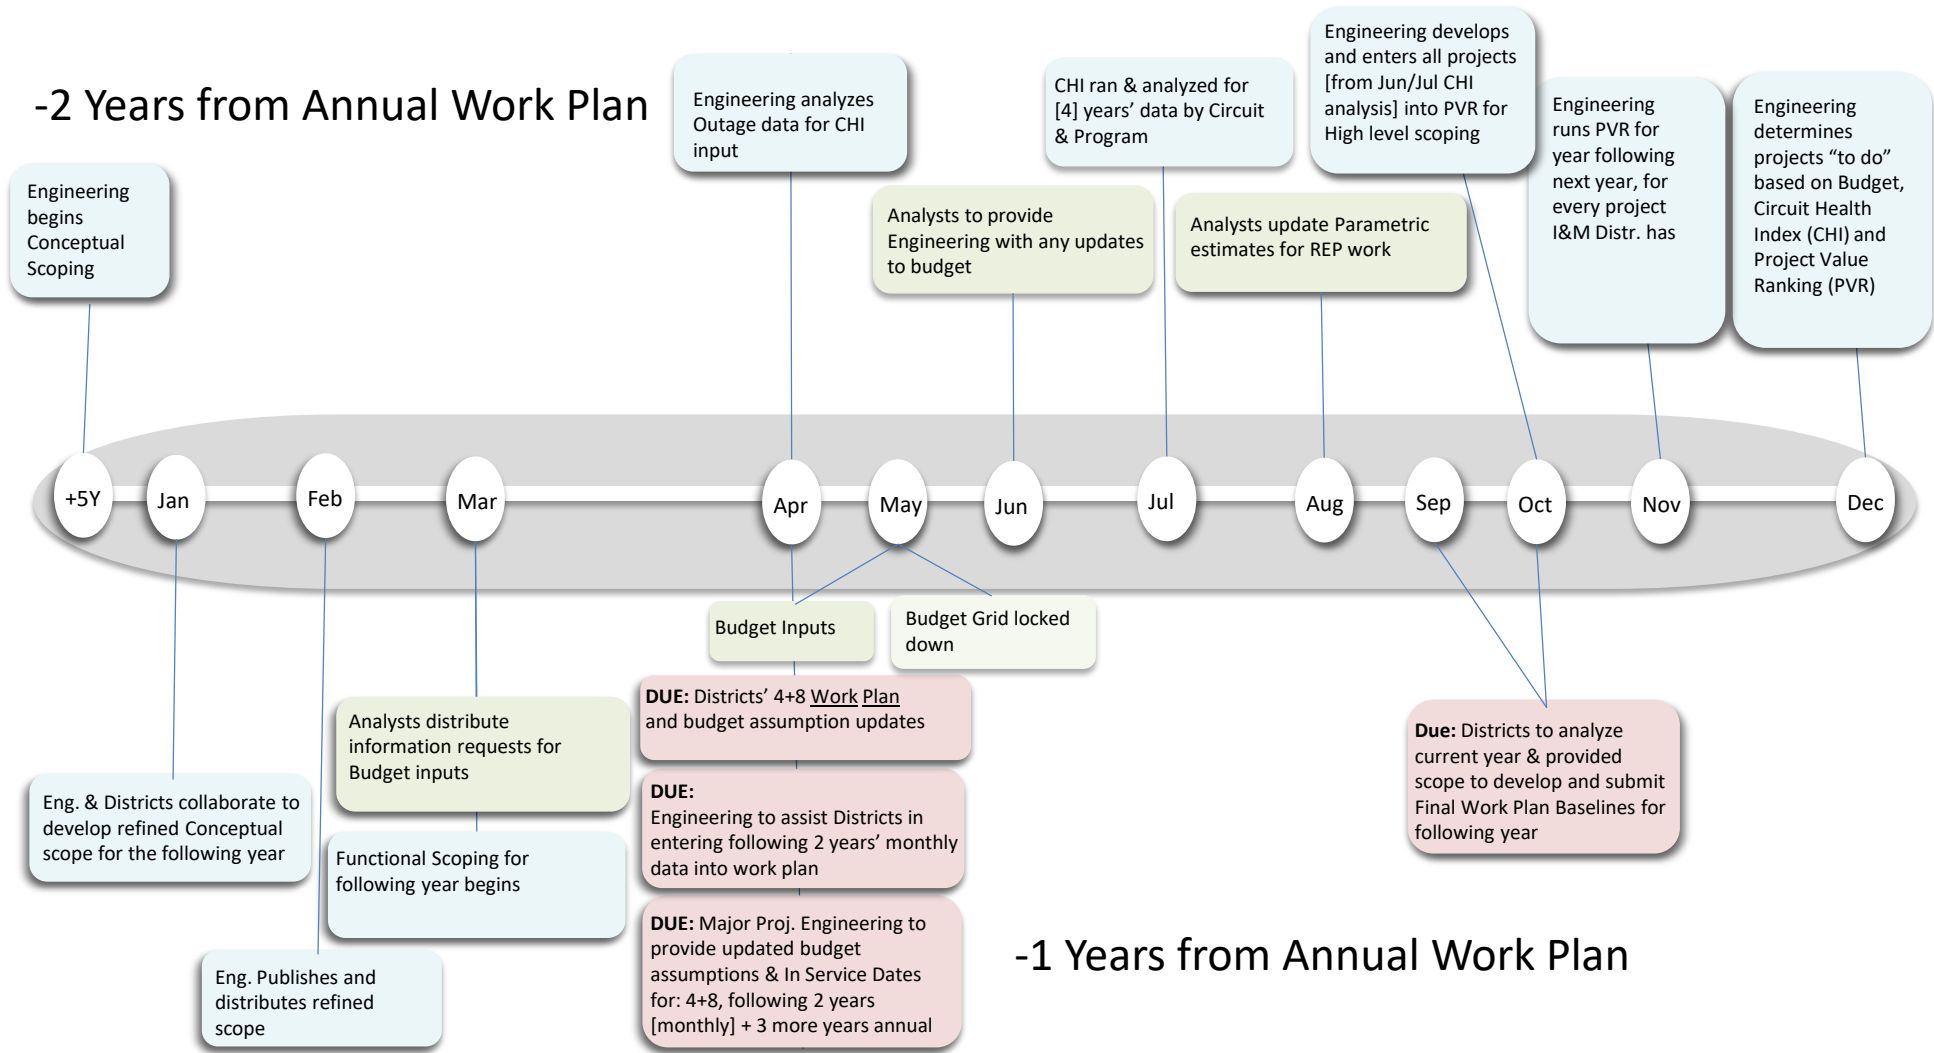 -2 Years from Annual Work Plan
Engineering
begins
Conceptual
Scoping
Engineering analyzes
Outage data for CHI
input
Analysts to provide
Engineering with any updates
to budget
CHI ran & analyzed for
[4] years’ data by Circuit
& Program
Analysts update Parametric
estimates for REP work
Engineering develops
and enters all projects
[from Jun/Jul CHI
analysis] into PVR for
High level scoping
Engineering
runs PVR for
year following
next year, for
every project
I&M Distr. has
Engineering
determines
projects “to do”
based on Budget,
Circuit Health
Index (CHI) and
Project Value
Ranking (PVR)
+5Y
Jan
Feb
Mar
Apr
May
Jun
Jul
Aug
Sep
Oct
Nov
Dec
Eng. & Districts collaborate to
develop refined Conceptual
scope for the following year
Eng. Publishes and
distributes refined
scope
Analysts distribute
information requests for
Budget inputs
Functional Scoping for
following year begins
Budget Inputs
Budget Grid locked
down
DUE: Districts’ 4+8 Work Plan
and budget assumption updates
DUE:
Engineering to assist Districts in
entering following 2 years’ monthly
data into work plan
DUE: Major Proj. Engineering to
provide updated budget
assumptions & In Service Dates
for: 4+8, following 2 years
[monthly] + 3 more years annual
Due: Districts to analyze
current year & provided
scope to develop and submit
Final Work Plan Baselines for
following year
-1 Years from Annual Work Plan